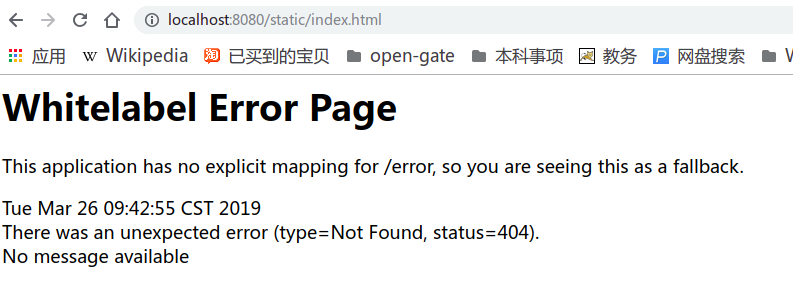 localhost:8080/static/index.html
应用 Wikipedia 淘 已买到的宝贝 open-gate 本科事项 教务 网盘搜索 W
Whitelabel Error Page
This application has no explicit mapping for /error, so you are seeing this as a fallback.
Tue Mar 26 09:42:55 CST 2019
There was an unexpected error (type=Not Found, status=404).
No message available